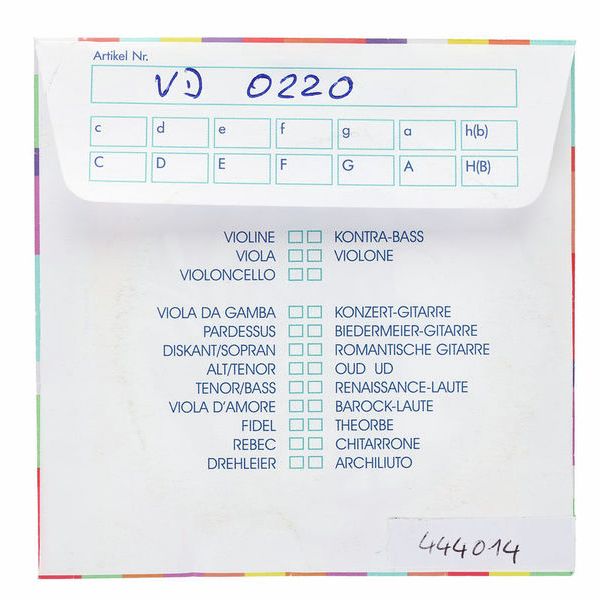 Artikel Nr.
VD 0220
c d e f g a h(b)
C D E F G A H(B)
VIOLINE KONTRA-BASS
VIOLA VIOLONE
VIOLONCELLO
VIOLA DA GAMBA KONZERT-GITARRE
PARDESSUS BIEDERMEIER-GITARRE
DISKANT/SOPRAN ROMANTISCHE GITARRE
ALT/TENOR OUD UD
TENOR/BASS RENAISSANCE-LAUTE
VIOLA D'AMORE BAROCK-LAUTE
FIDEL THEORBE
REBEC CHITARRONE
DREHLEIER ARCHILIUTO
444014